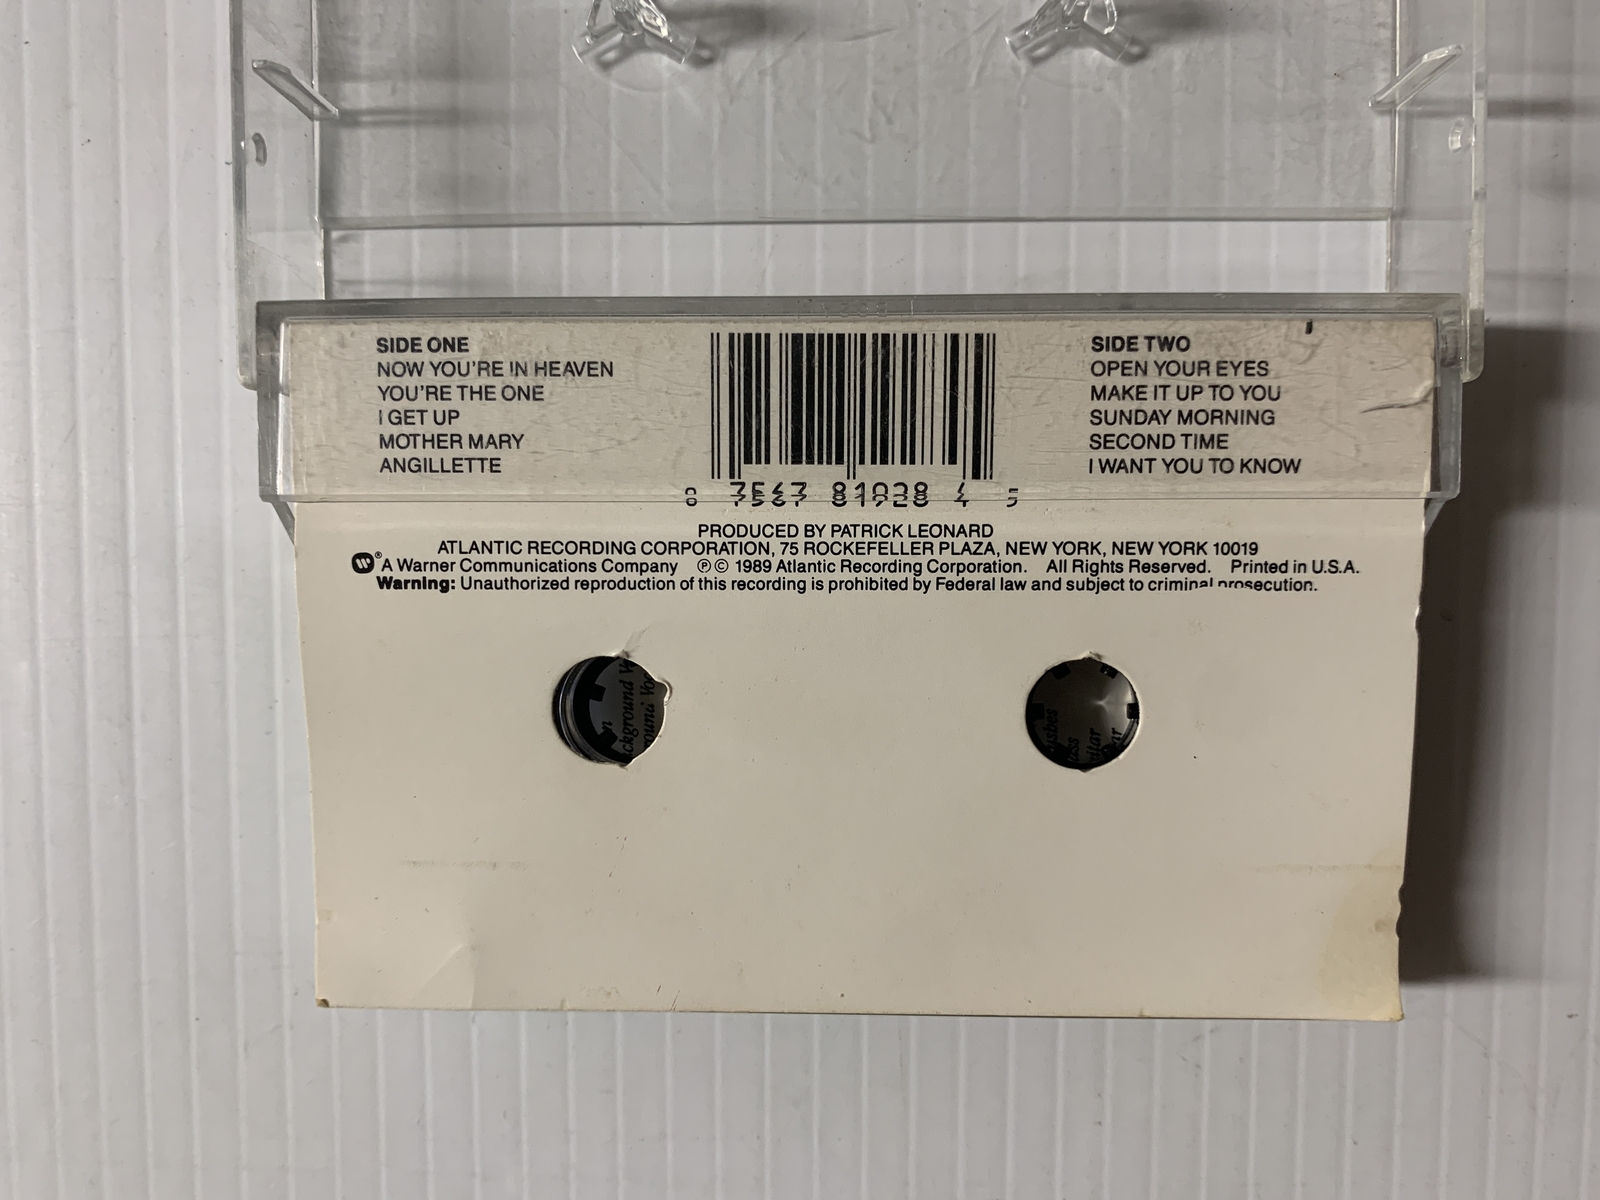 SIDE ONE
NOW YOU'RE IN HEAVEN
YOU'RE THE ONE
I GET UP
MOTHER MARY
ANGILLETTE
0 7567 81928 4 5
SIDE TWO
OPEN YOUR EYES
MAKE IT UP TO YOU
SUNDAY MORNING
SECOND TIME
I WANT YOU TO KNOW
PRODUCED BY PATRICK LEONARD
ATLANTIC RECORDING CORPORATION, 75 ROCKEFELLER PLAZA, NEW YORK, NEW YORK 10019
® A Warner Communications Company ℗© 1989 Atlantic Recording Corporation. All Rights Reserved. Printed in U.S.A.
Warning: Unauthorized reproduction of this recording is prohibited by Federal law and subject to criminal prosecution.